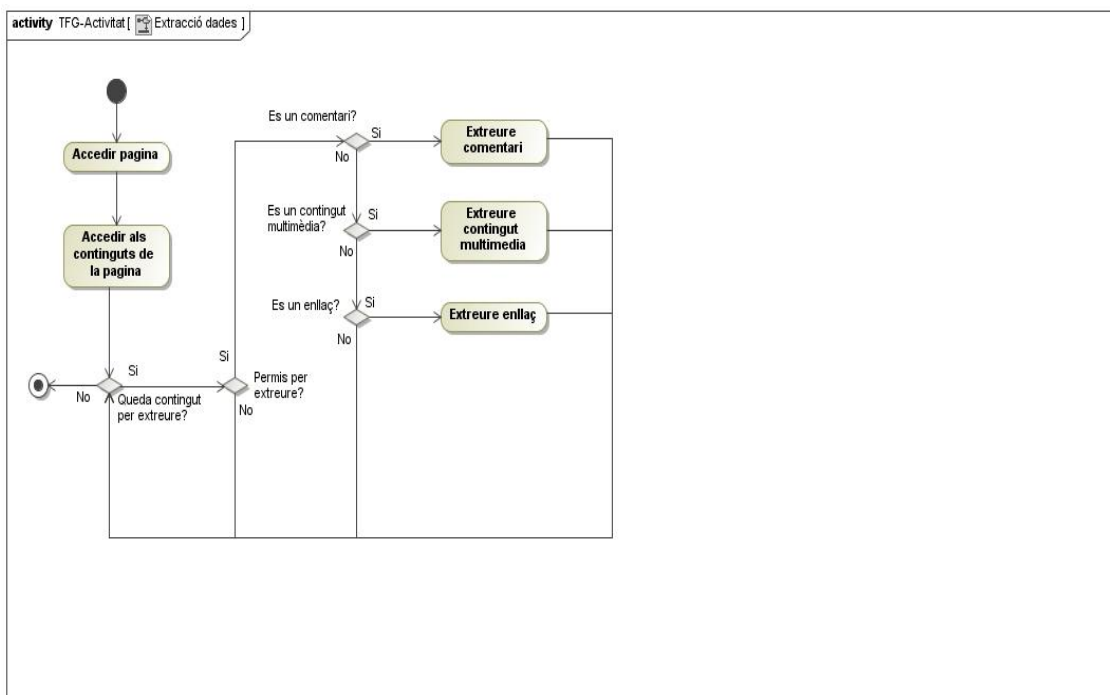 activity TFG-Activitat [ Extracció dades ]
Es un comentari?
Si
No
Extreure
comentari
Accedir pagina
Es un contingut
multimèdia?
Si
No
Extreure
contingut
multimedia
Accedir als
continguts de
la pagina
Es un enllaç?
Si
No
Extreure enllaç
Si
No
Queda contingut
per extreure?
Si
Permis per
extreure?
No